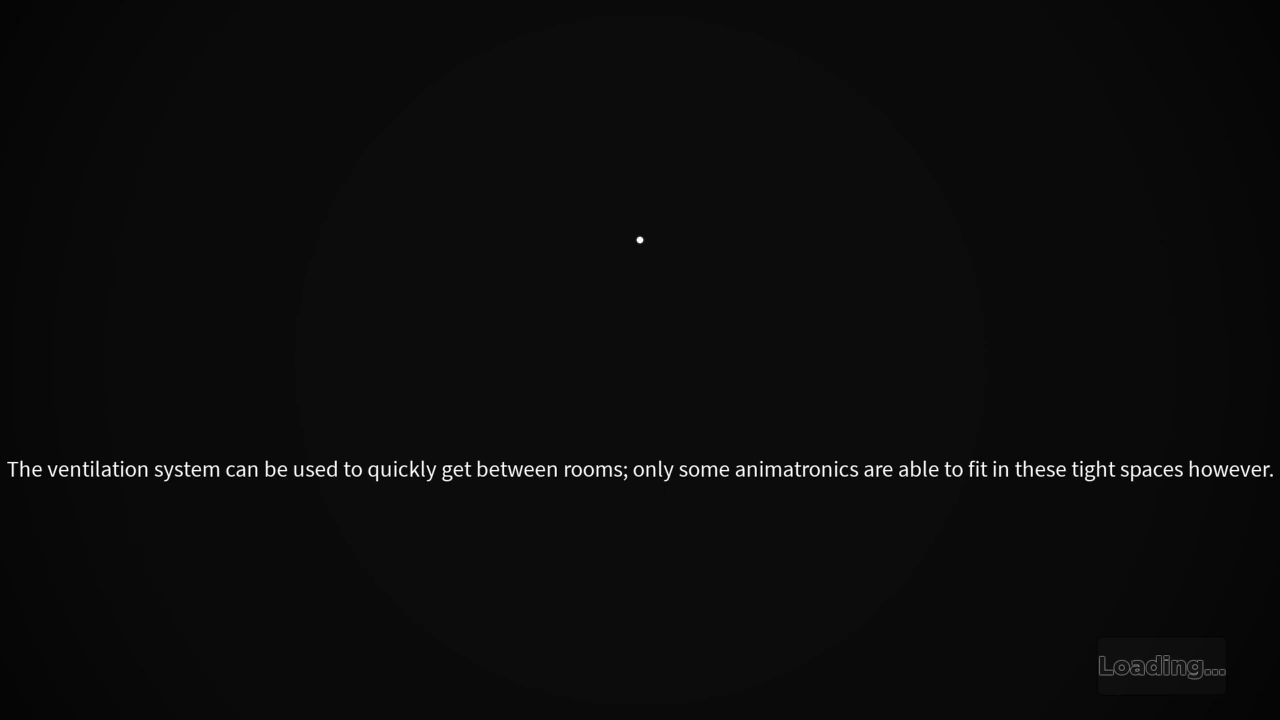 The ventilation system can be used to quickly get between rooms; only some animatronics are able to fit in these tight spaces however.
Loading...